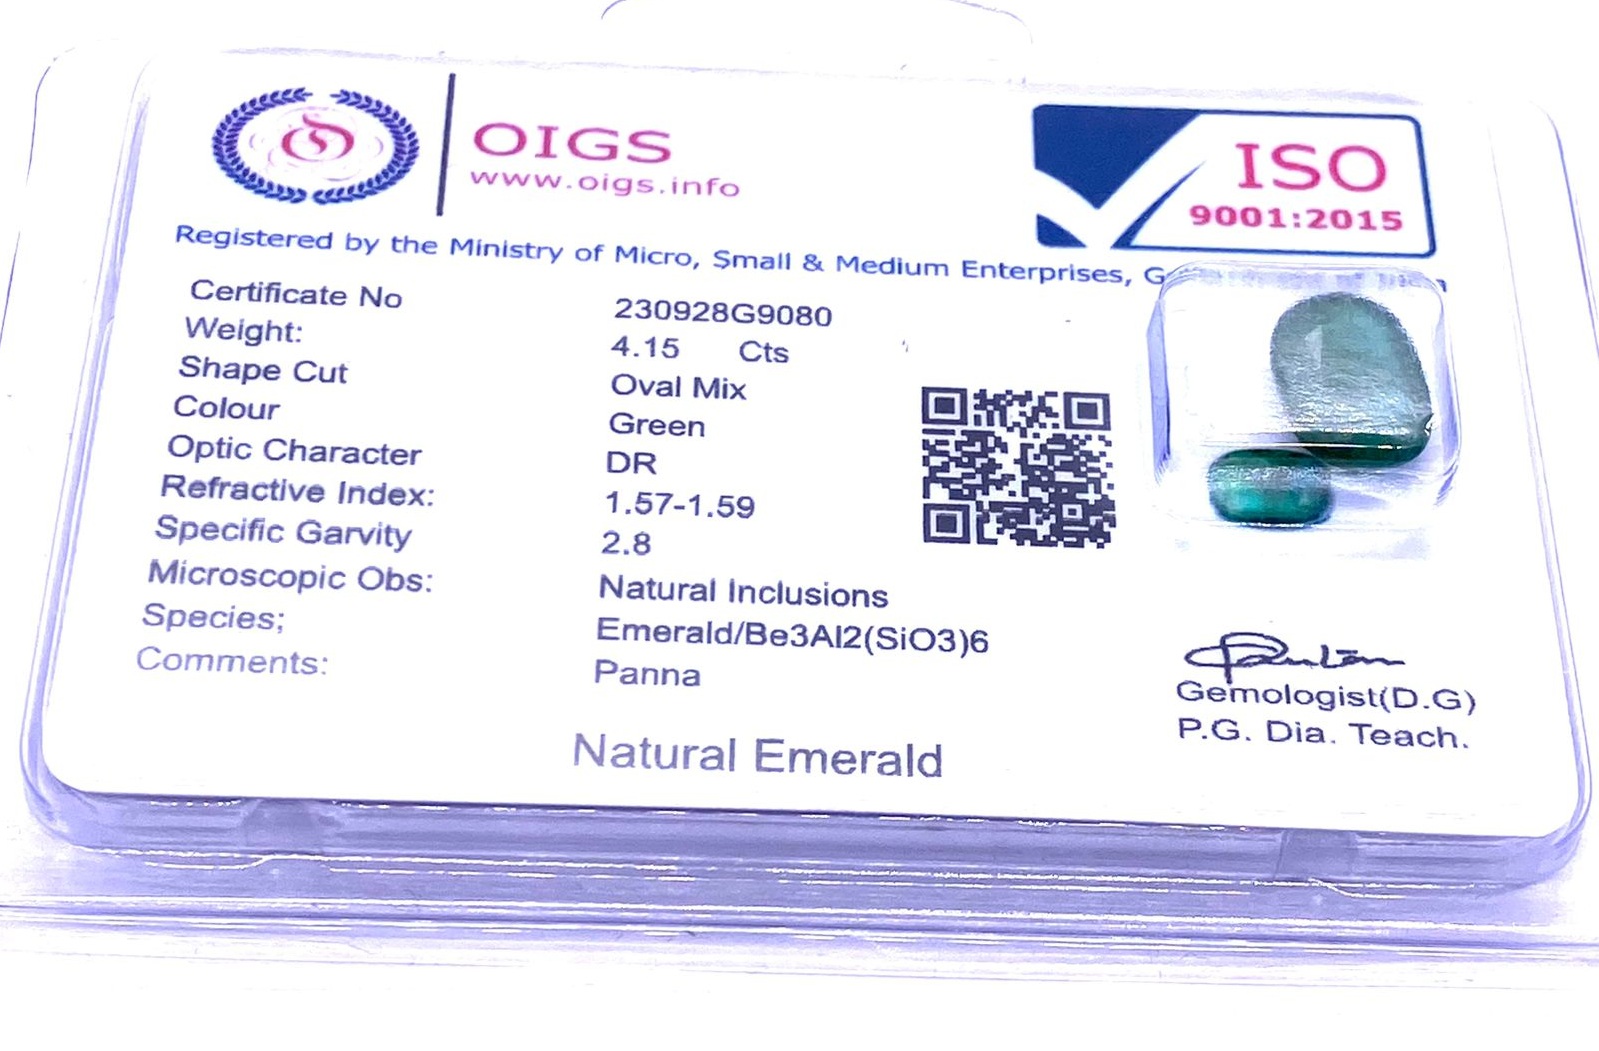 OIGS
www.oigs.info
ISO
9001:2015
Registered by the Ministry of Micro, Small & Medium Enterprises,
Certificate No 230928G9080
Weight: 4.15 Cts
Shape Cut Oval Mix
Colour Green
Optic Character DR
Refractive Index: 1.57-1.59
Specific Garvity 2.8
Microscopic Obs: Natural Inclusions
Species; Emerald/Be3Al2(SiO3)6
Comments: Panna
Gemologist(D.G)
P.G. Dia. Teach.
Natural Emerald